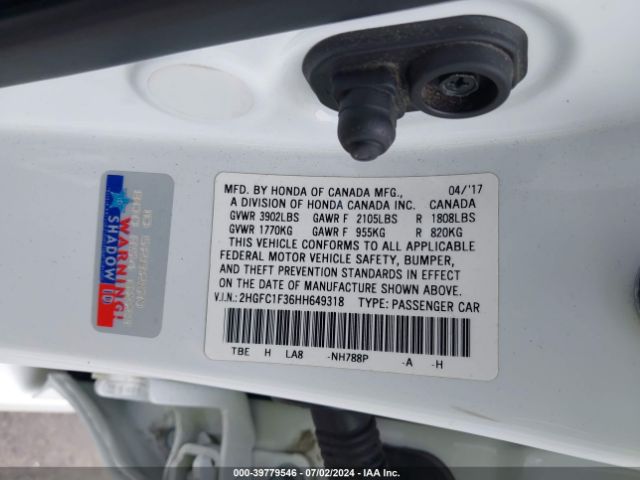 MFD. BY HONDA OF CANADA MFG., 04/'17
A DIVISION OF HONDA CANADA INC. CANADA
GVWR 3902LBS GAWR F 2105LBS R 1808LBS
GVWR 1770KG GAWR F 955KG R 820KG
THIS VEHICLE CONFORMS TO ALL APPLICABLE
FEDERAL MOTOR VEHICLE SAFETY, BUMPER,
AND THEFT PREVENTION STANDARDS IN EFFECT
ON THE DATE OF MANUFACTURE SHOWN ABOVE.
V.I.N.: 2HGFC1F36HH649318 TYPE: PASSENGER CAR
TBE H LA8 -NH788P -A -H
WARNING!
SHADOW ID
000-39779546 - 07/02/2024 - IAA Inc.